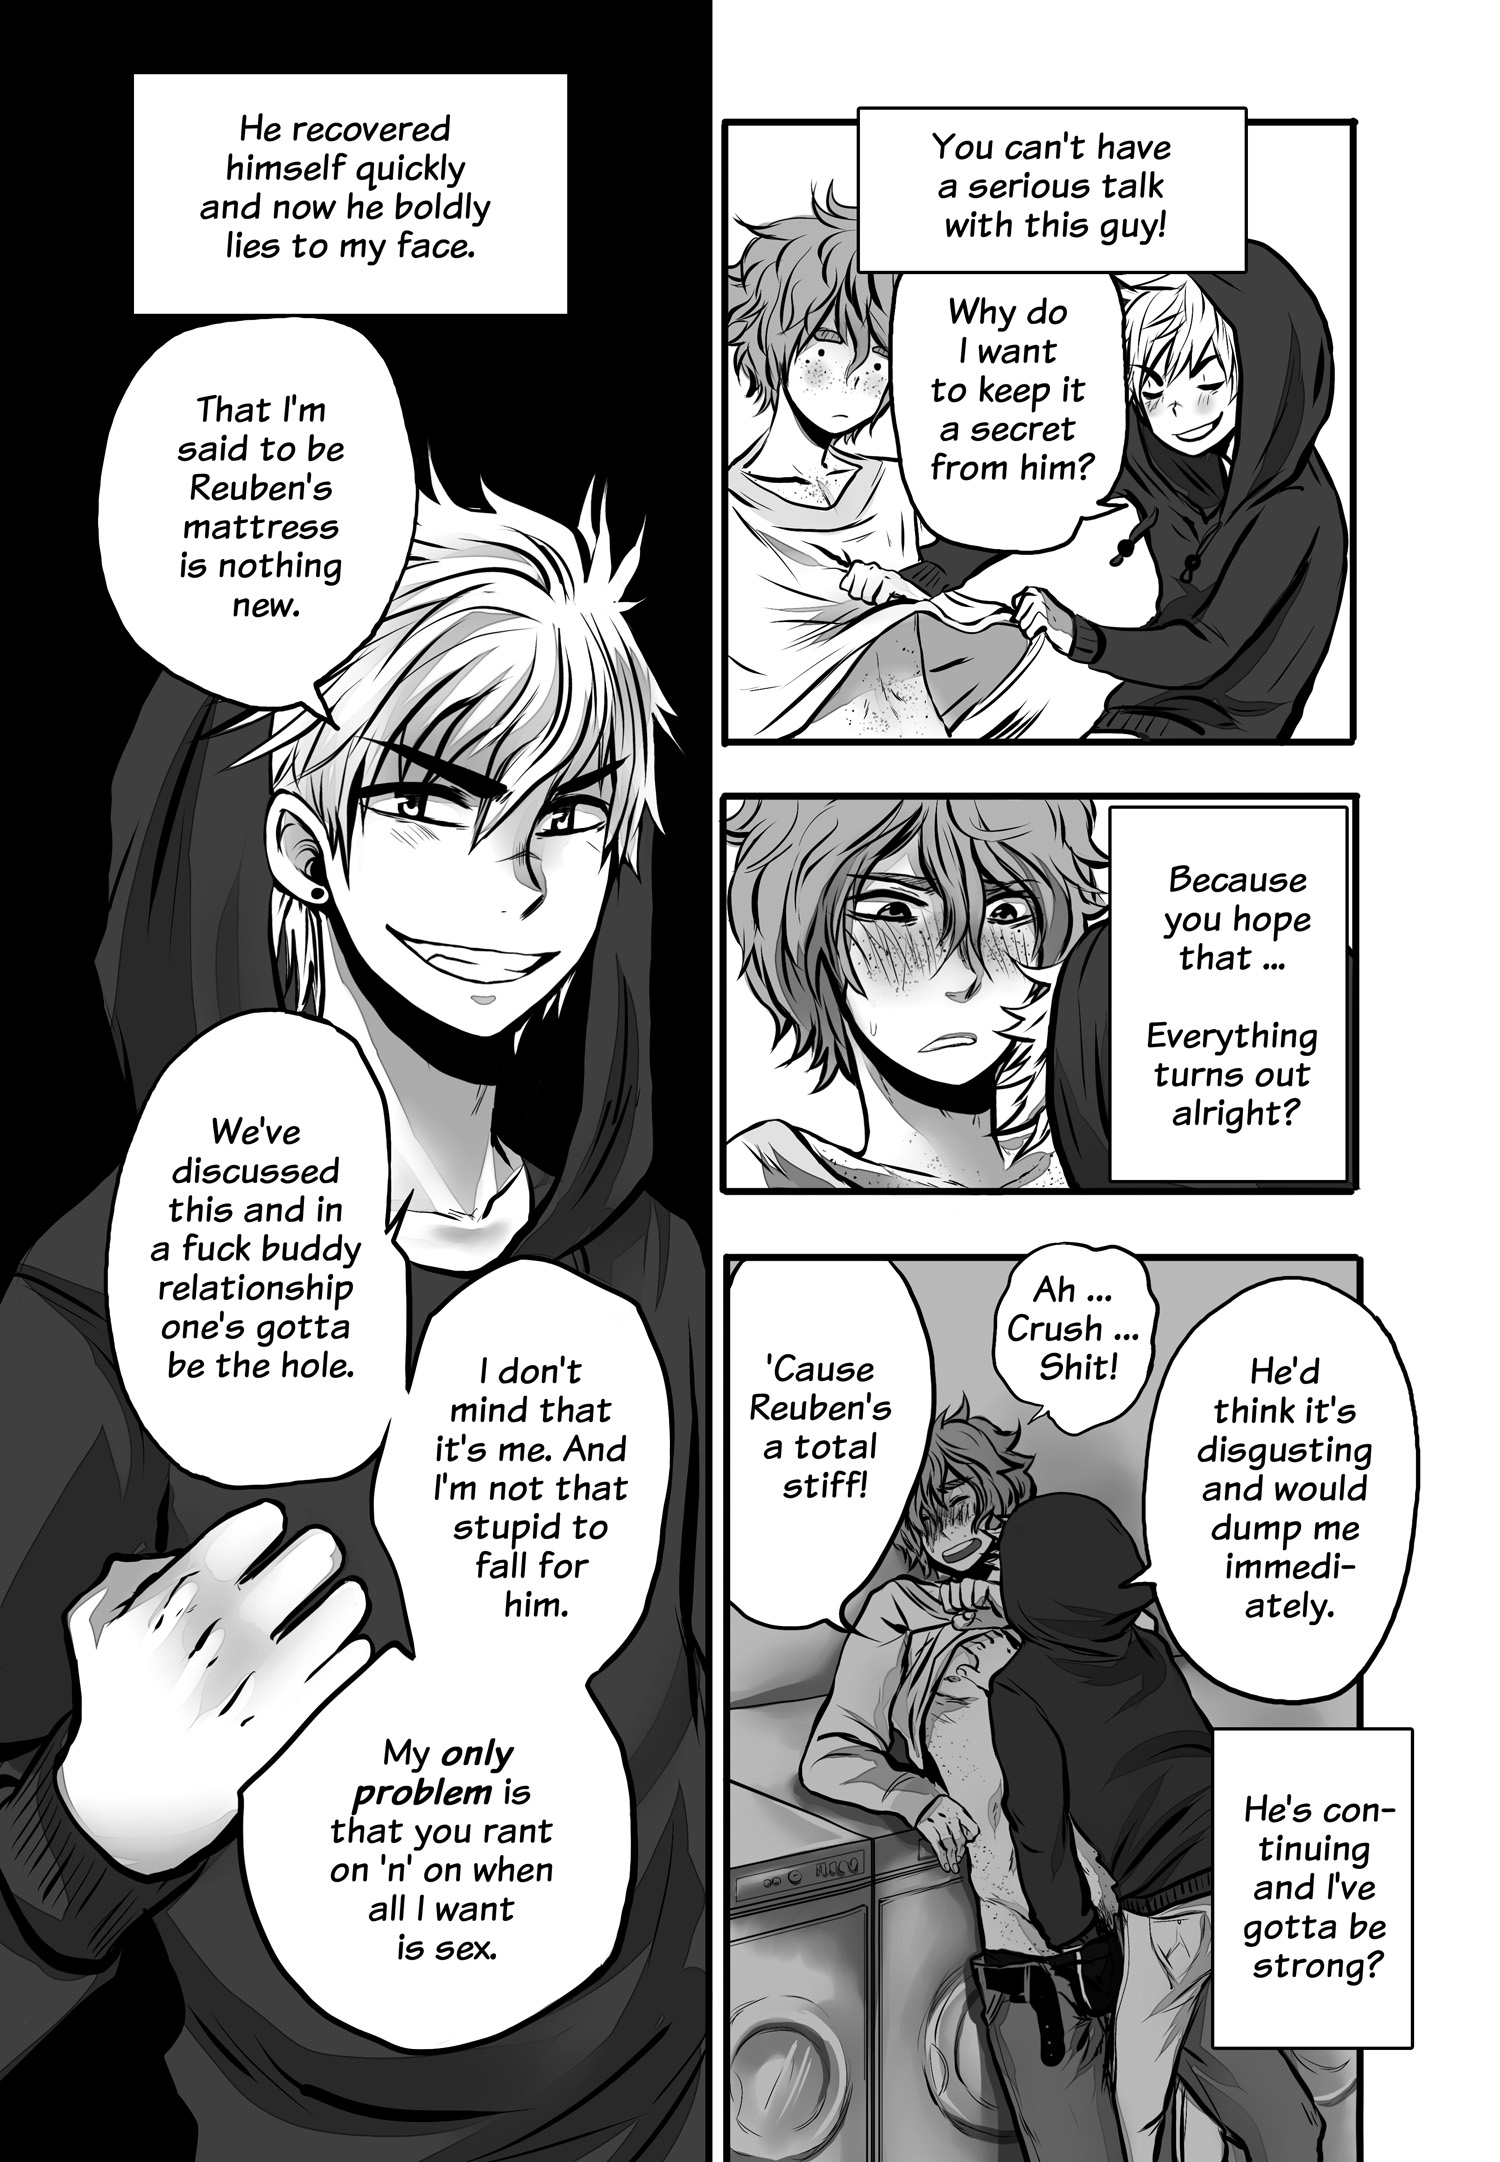 He recovered
himself quickly
and now he boldly
lies to my face.
That I'm
said to be
Reuben's
mattress
is nothing
new.
We've
discussed
this and in
a fuck buddy
relationship
one's gotta
be the hole.
I don't
mind that
it's me. And
I'm not that
stupid to
fall for
him.
My only
problem is
that you rant
on 'n' on when
all I want
is sex.
You can't have
a serious talk
with this guy!
Why do
I want
to keep it
a secret
from him?
Because
you hope
that ...
Everything
turns out
alright?
'Cause
Reuben's
a total
stiff!
Ah ...
Crush ...
Shit!
He'd
think it's
disgusting
and would
dump me
immedi-
ately.
He's con-
tinuing
and I've
gotta be
strong?